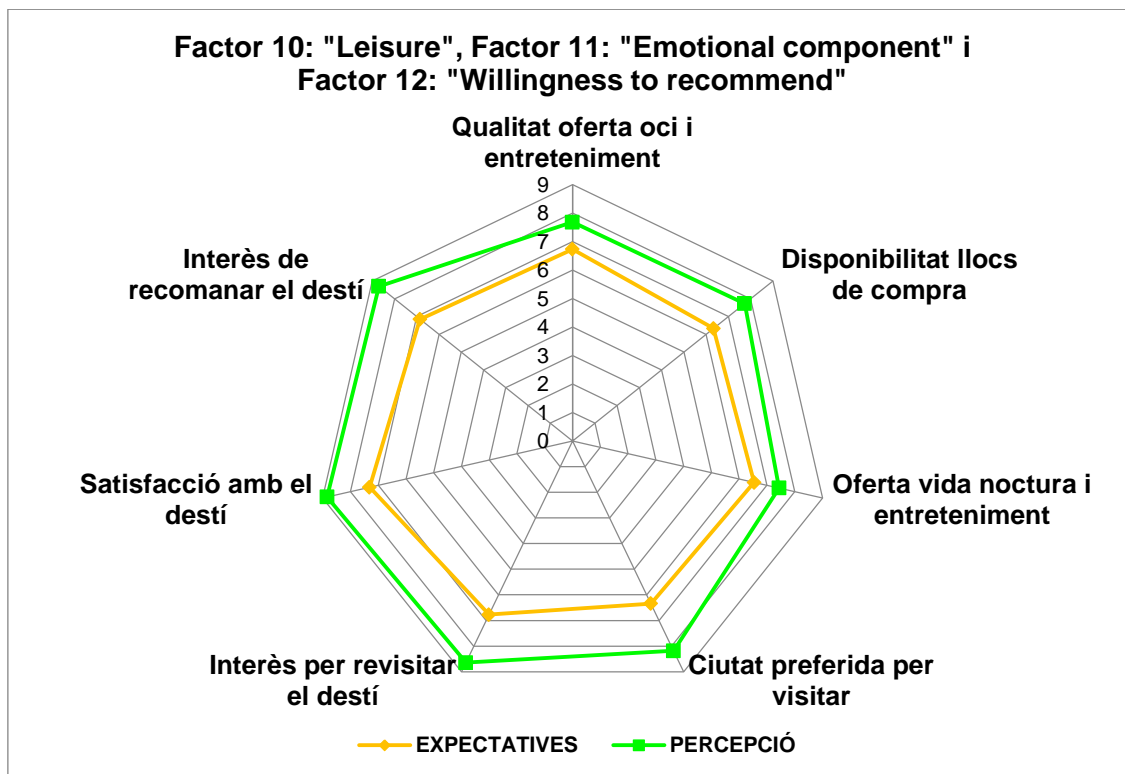 Factor 10: "Leisure", Factor 11: "Emotional component" i
Factor 12: "Willingness to recommend"
Qualitat oferta oci i
entreteniment
9
8
7
6
5
4
3
2
1
0
Disponibilitat llocs
de compra
Oferta vida noctura i
entreteniment
Ciutat preferida per
visitar
Interès per revisitar
el destí
Satisfacció amb el
destí
Interès de
recomanar el destí
EXPECTATIVES
PERCEPCIÓ